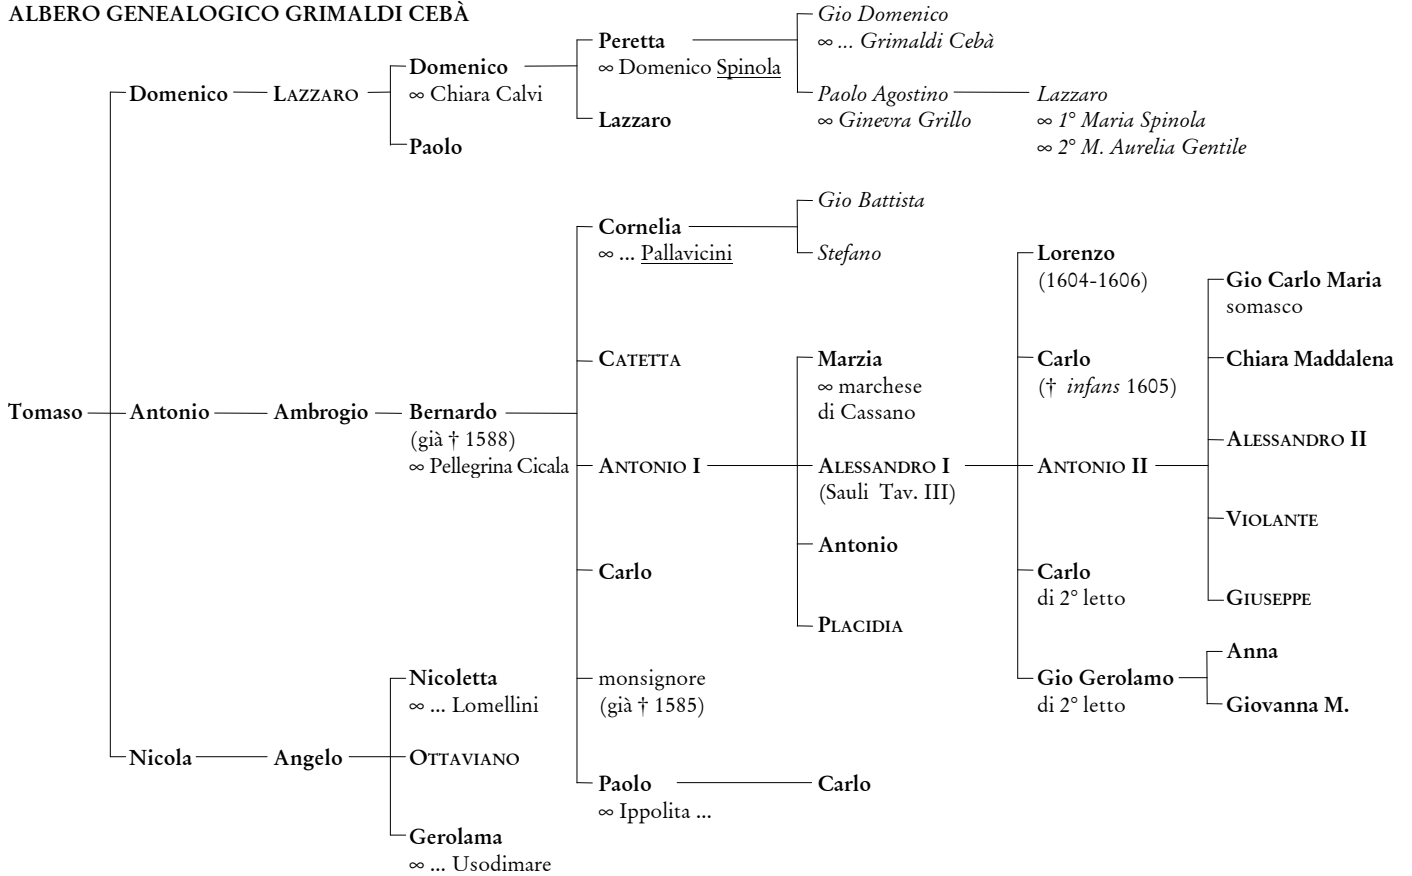 ALBERO GENEALOGICO GRIMALDI CEBÀ
Tomaso
Domenico
Antonio
Nicola
LAZZARO
Ambrogio
Angelo
Domenico
∞ Chiara Calvi
Paolo
Bernardo
(già † 1588)
∞ Pellegrina Cicala
Nicoletta
∞ ... Lomellini
OTTAVIANO
Gerolama
∞ ... Usodimare
Peretta
∞ Domenico Spinola
Lazzaro
Cornelia
∞ ... Pallavicini
CATETTA
ANTONIO I
Carlo
monsignore
(già † 1585)
Paolo
∞ Ippolita ...
Gio Domenico
∞ ... Grimaldi Cebà
Paolo Agostino
∞ Ginevra Grillo
Gio Battista
Stefano
Marzia
∞ marchese
di Cassano
ALESSANDRO I
(Sauli Tav. III)
Antonio
PLACIDIA
Carlo
Lazzaro
∞ 1° Maria Spinola
∞ 2° M. Aurelia Gentile
Lorenzo
(1604-1606)
Carlo
(† infans 1605)
ANTONIO II
Carlo
di 2° letto
Gio Gerolamo
di 2° letto
Gio Carlo Maria
somasco
Chiara Maddalena
ALESSANDRO II
VIOLANTE
GIUSEPPE
Anna
Giovanna M.